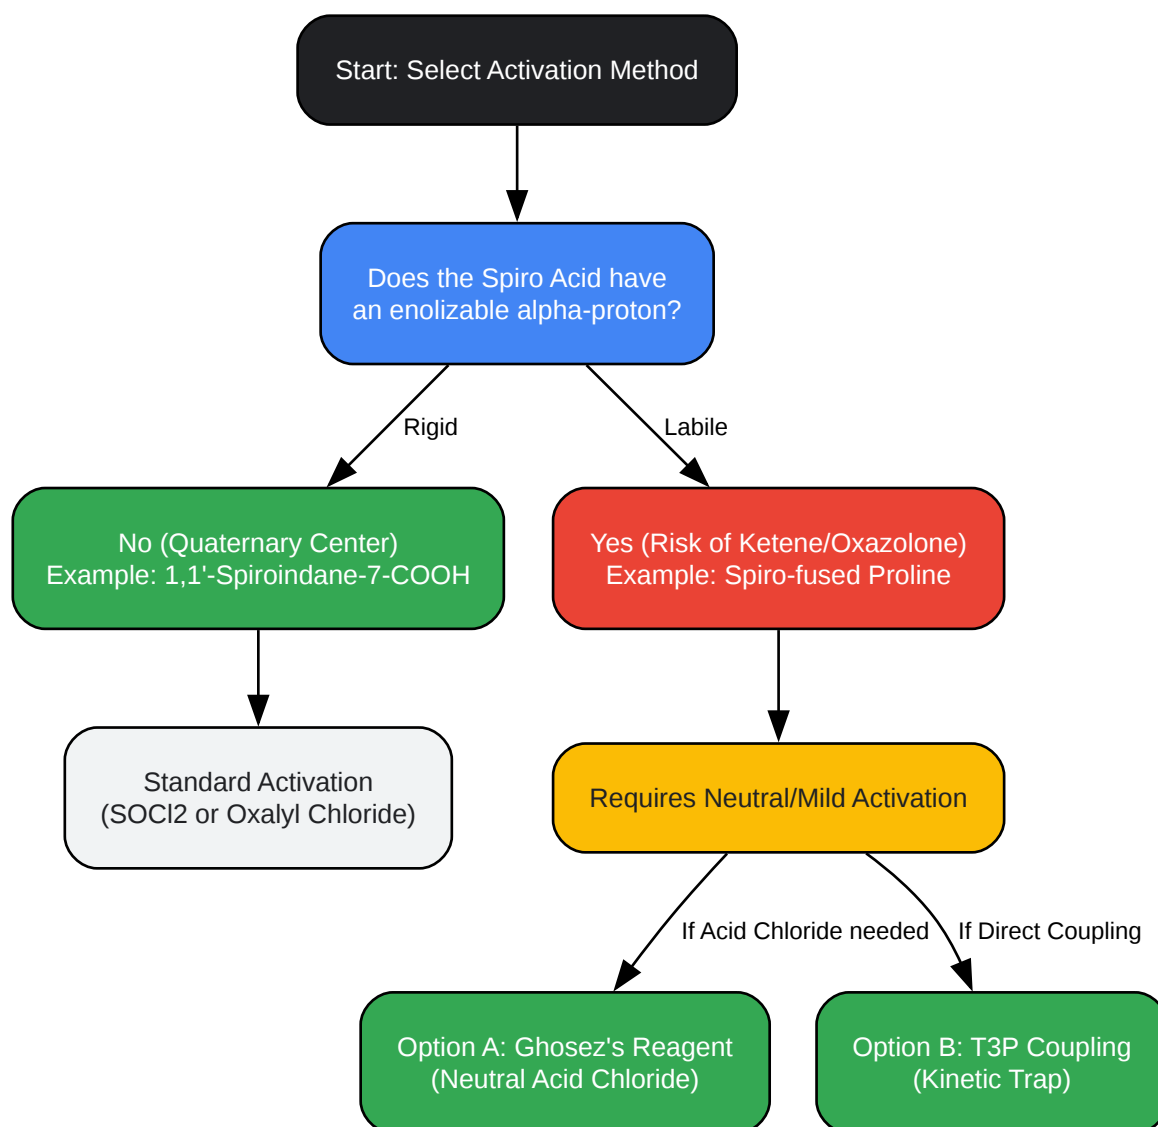 Start: Select Activation Method
Does the Spiro Acid have
an enolizable alpha-proton?
Rigid
Labile
No (Quaternary Center)
Example: 1,1'-Spiroindane-7-COOH
Yes (Risk of Ketene/Oxazolone)
Example: Spiro-fused Proline
Standard Activation
(SOCl2 or Oxalyl Chloride)
Requires Neutral/Mild Activation
If Acid Chloride needed
If Direct Coupling
Option A: Ghosez's Reagent
(Neutral Acid Chloride)
Option B: T3P Coupling
(Kinetic Trap)